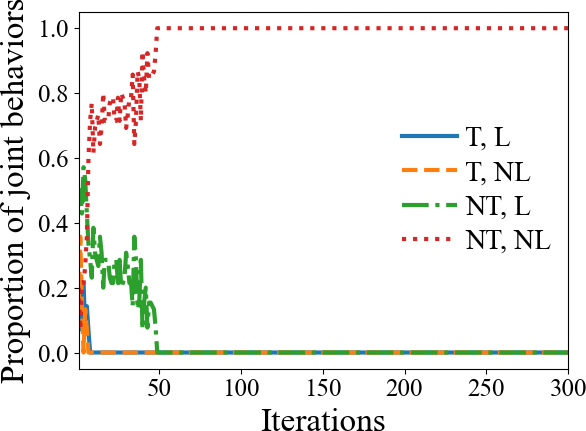 Proportion of joint behaviors
1.0
0.8
0.6
0.4
0.2
0.0
T, L
T, NL
NT, L
NT, NL
50
100
150
200
250
300
Iterations